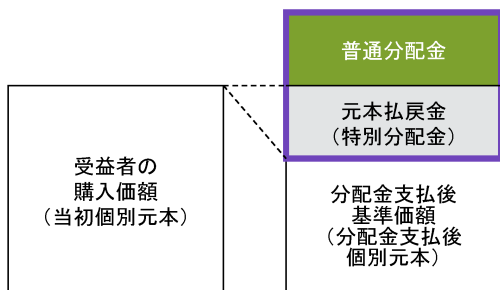 普通分配金
元本払戻金
（特別分配金）
受益者の
購入価額
（当初個別元本）
分配金支払後
基準価額
（分配金支払後
個別元本）